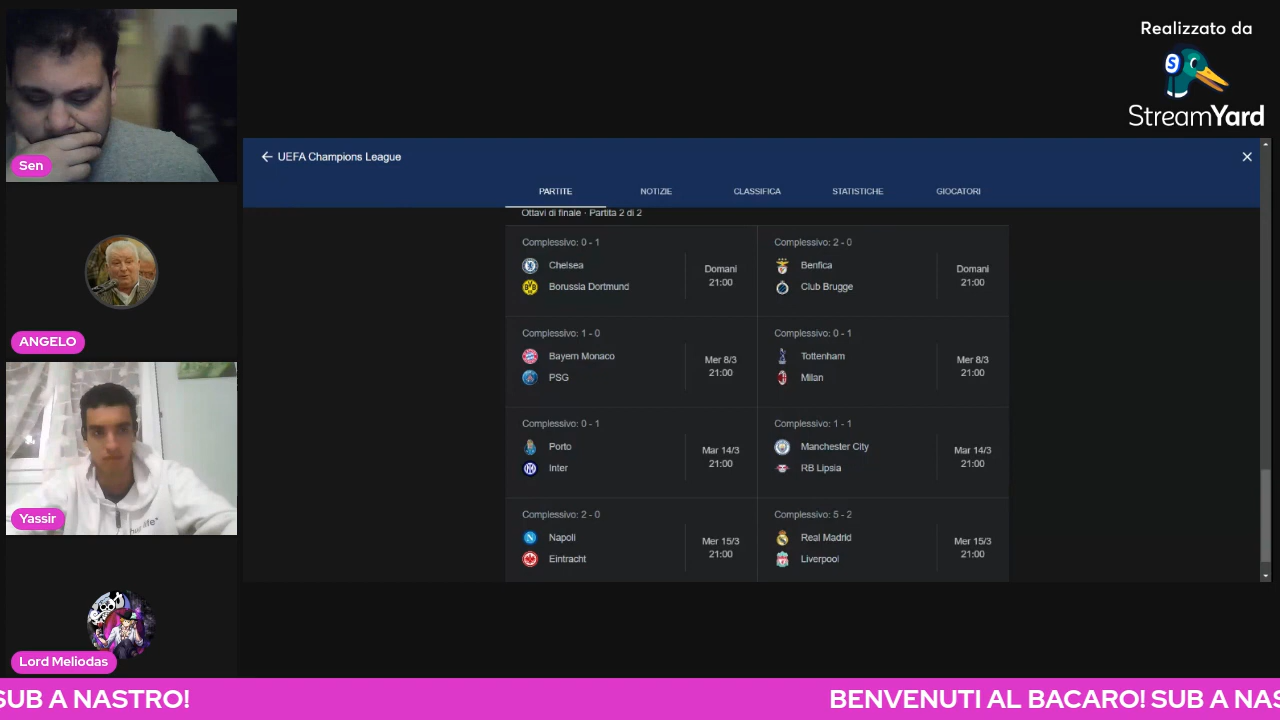 Realizzato da
StreamYard
Sen
ANGELO
Yassir
Lord Meliodas
UEFA Champions League
PARTITE
NOTIZIE
CLASSIFICA
STATISTICHE
GIOCATORI
Ottavi di finale · Partita 2 di 2
Complessivo: 0 - 1
Chelsea
Borussia Dortmund
Domani
21:00
Complessivo: 2 - 0
Benfica
Club Brugge
Domani
21:00
Complessivo: 1 - 0
Bayern Monaco
PSG
Mer 8/3
21:00
Complessivo: 0 - 1
Tottenham
Milan
Mer 8/3
21:00
Complessivo: 0 - 1
Porto
Inter
Mar 14/3
21:00
Complessivo: 1 - 1
Manchester City
RB Lipsia
Mar 14/3
21:00
Complessivo: 2 - 0
Napoli
Eintracht
Mer 15/3
21:00
Complessivo: 5 - 2
Real Madrid
Liverpool
Mer 15/3
21:00
SUB A NASTRO!
BENVENUTI AL BACARO! SUB A NAS